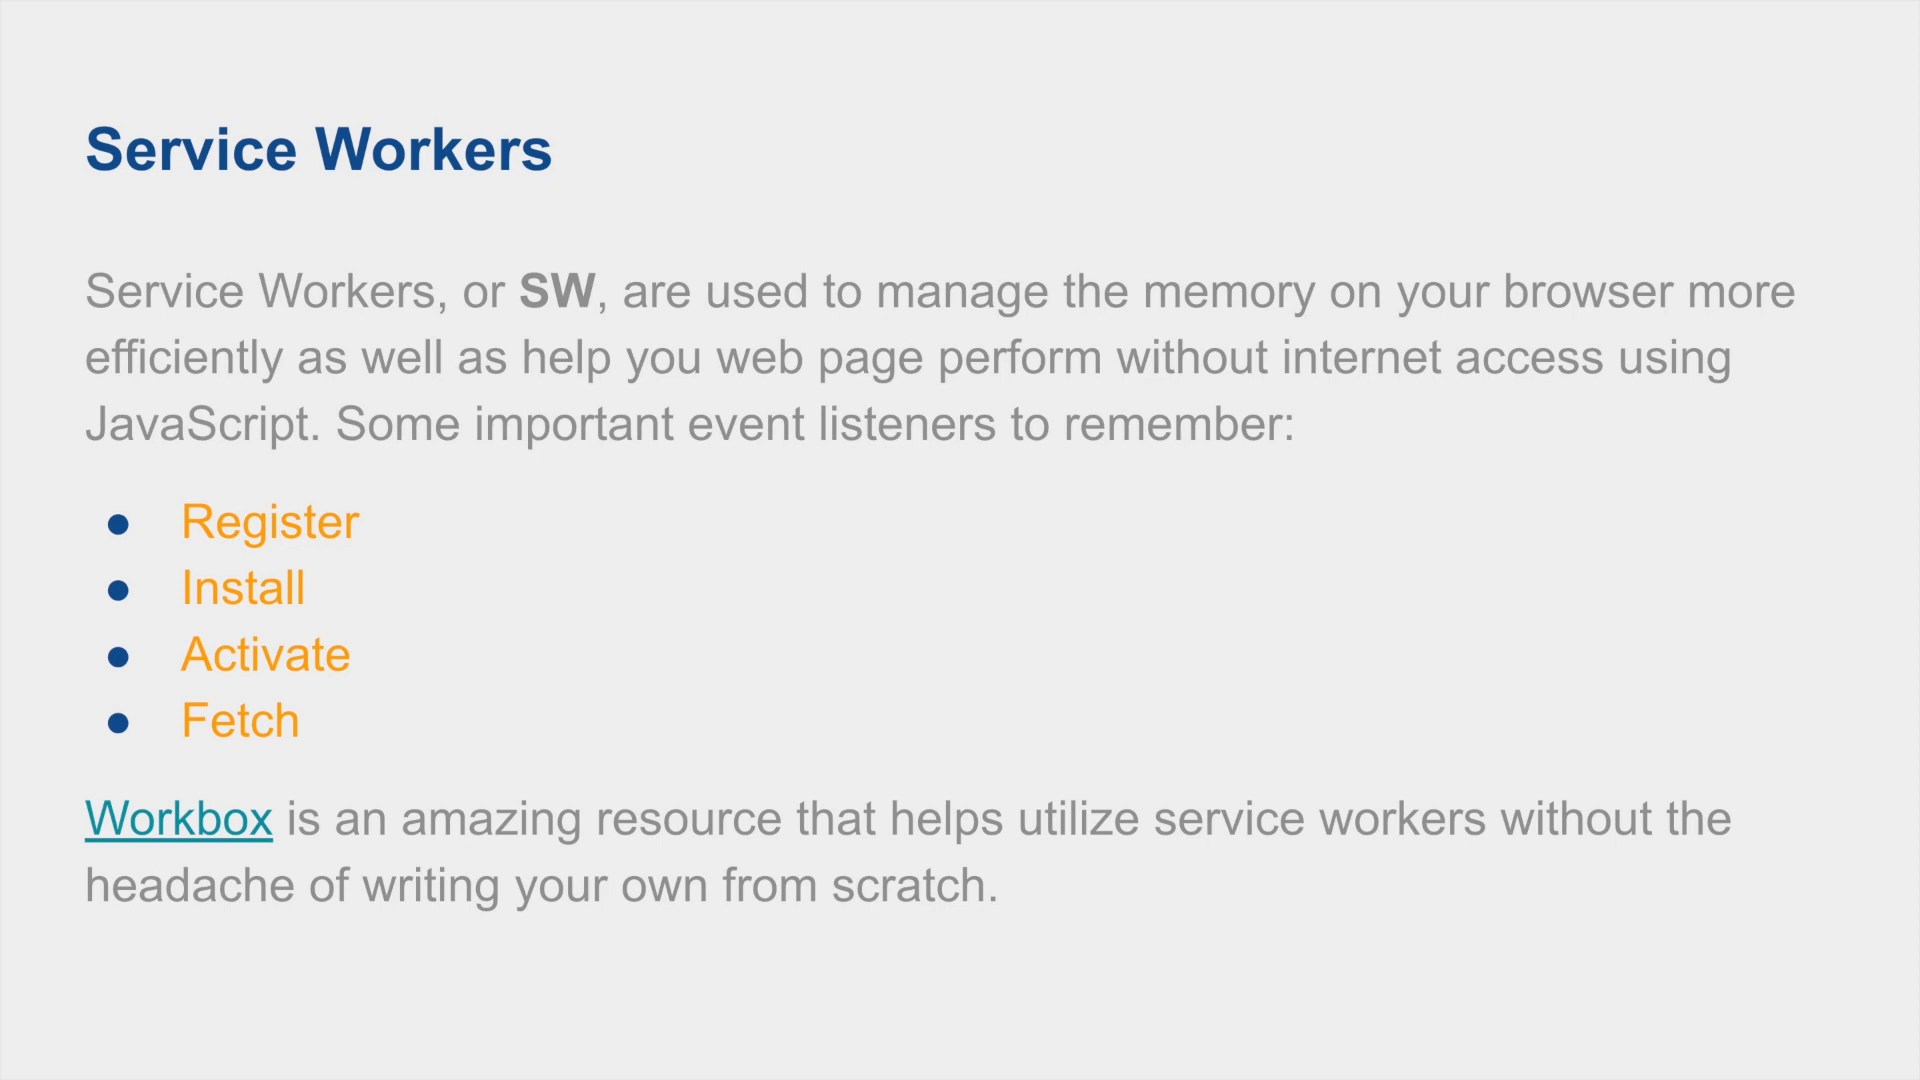 Service Workers
Service Workers, or SW, are used to manage the memory on your browser more
efficiently as well as help you web page perform without internet access using
JavaScript. Some important event listeners to remember:
● Register
● Install
● Activate
● Fetch
Workbox is an amazing resource that helps utilize service workers without the
headache of writing your own from scratch.